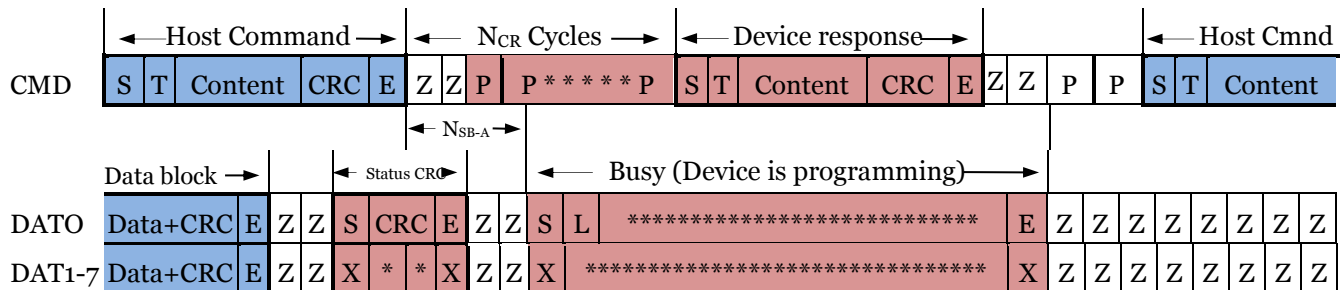 Host Command NCR Cycles Device response Host Cmnd
CMD S T Content CRC E Z Z P P * * * * * P S T Content CRC E Z Z P P S T Content
NSB-A
Data block Status CRC Busy (Device is programming)
DATO Data+CRC E Z Z S CRC E Z Z S L **************************** E Z Z Z Z Z Z Z Z
DAT1-7 Data+CRC E Z Z X * * X Z Z X ******************************** X Z Z Z Z Z Z Z Z